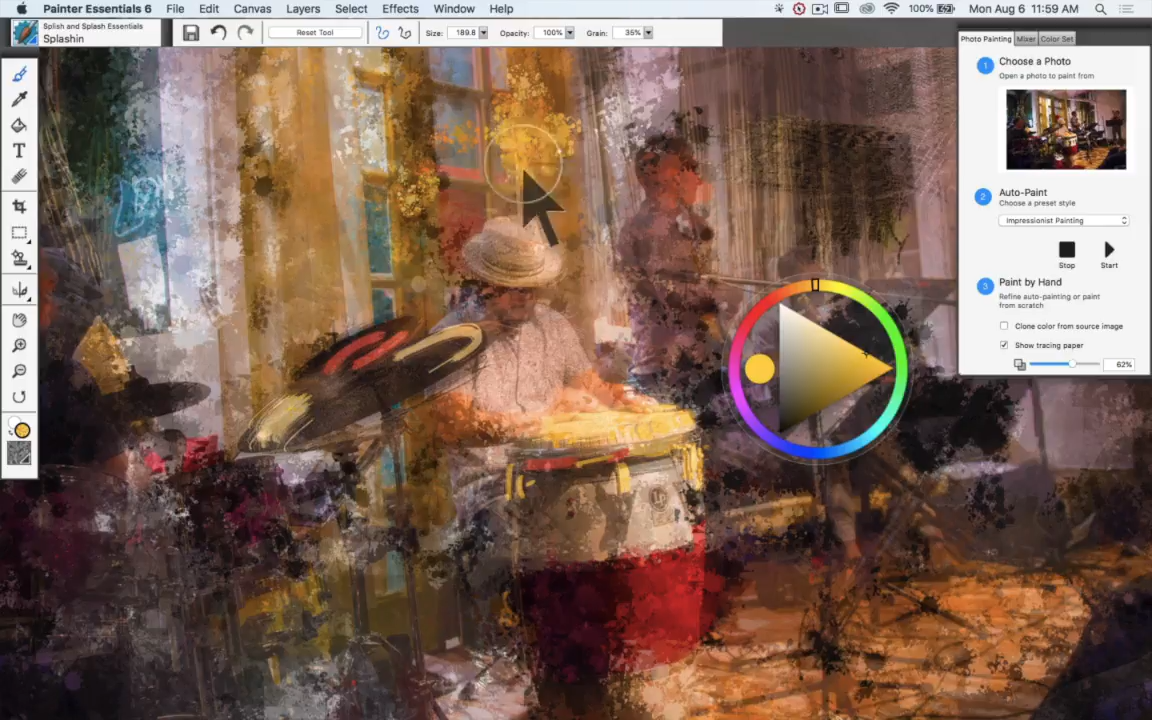 Painter Essentials 6 File Edit Canvas Layers Select Effects Window Help 100% Mon Aug 6 11:59 AM
Splish and Splash Essentials
Splashin
Reset Tool Size: 189.8 Opacity: 100% Grain: 35%
Photo Painting Mixer Color Set
1 Choose a Photo
Open a photo to paint from
2 Auto-Paint
Choose a preset style
Impressionist Painting
Stop Start
3 Paint by Hand
Refine auto-painting or paint
from scratch
Clone color from source image
Show tracing paper
62%
T